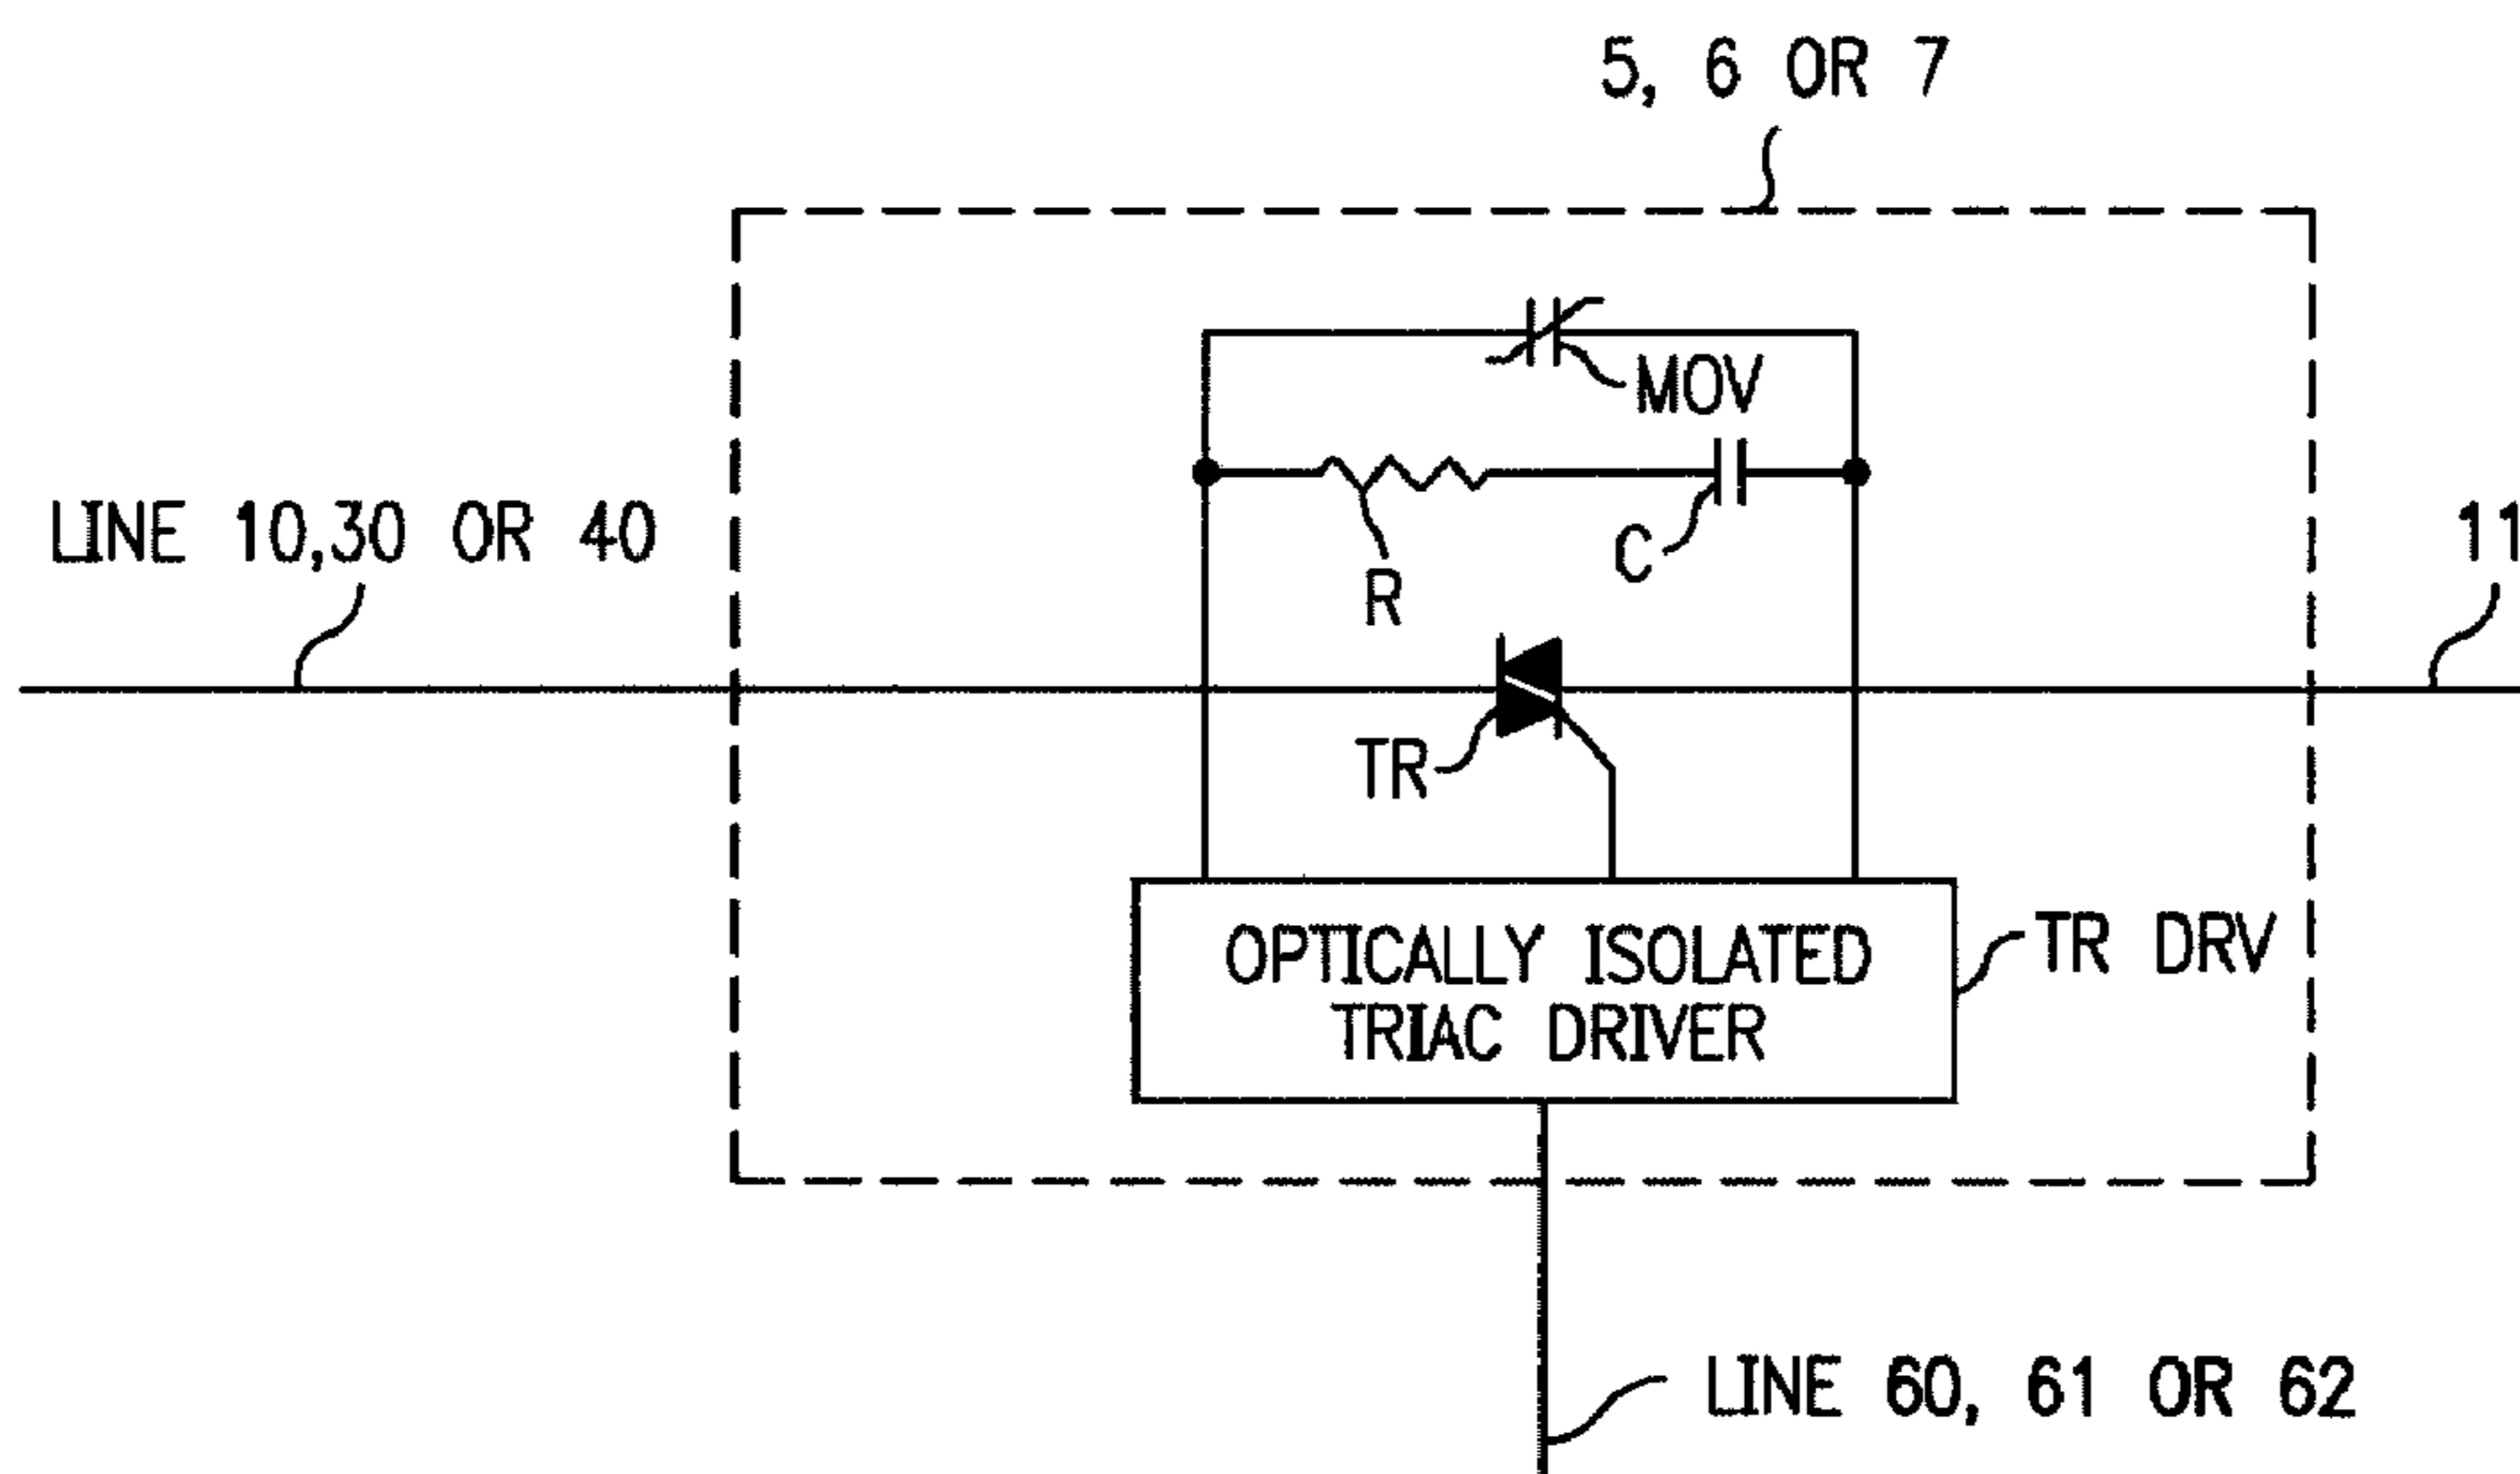 5, 6 OR 7
MOV
LINE 10,30 OR 40
C
11
R
TR
OPTICALLY ISOLATED
TRIAC DRIVER
TR DRV
LINE 60, 61 OR 62